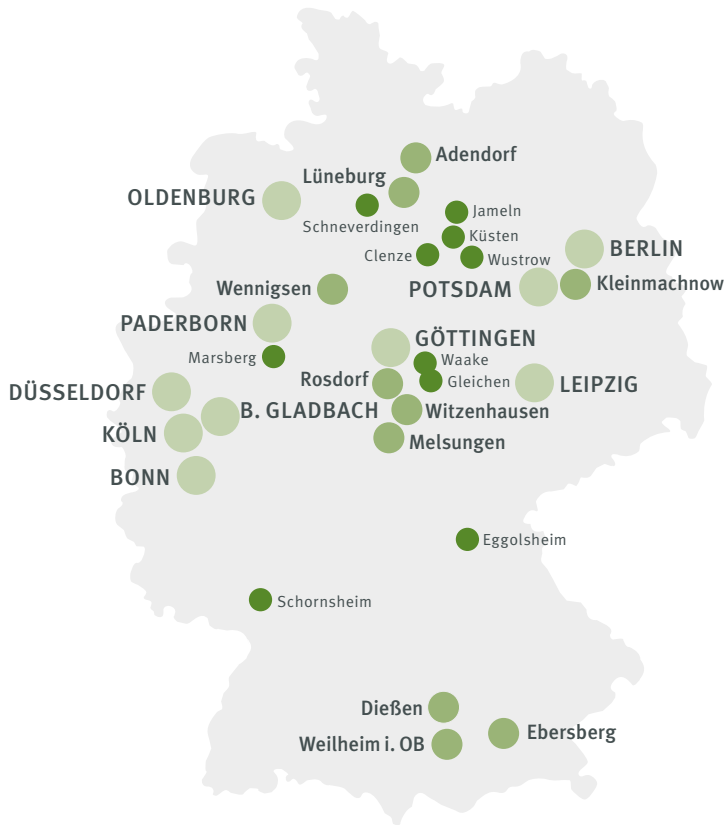 Adendorf
Lüneburg
OLDENBURG
Schneverdingen
Jameln
Küsten
Clenze
Wustrow
BERLIN
Wennigsen
POTSDAM
Kleinmachnow
PADERBORN
GÖTTINGEN
Marsberg
Waake
Rosdorf
Gleichen
LEIPZIG
DÜSSELDORF
B. GLADBACH
Witzenhausen
KÖLN
Melsungen
BONN
Eggolsheim
Schornsheim
Dießen
Ebersberg
Weilheim i. OB